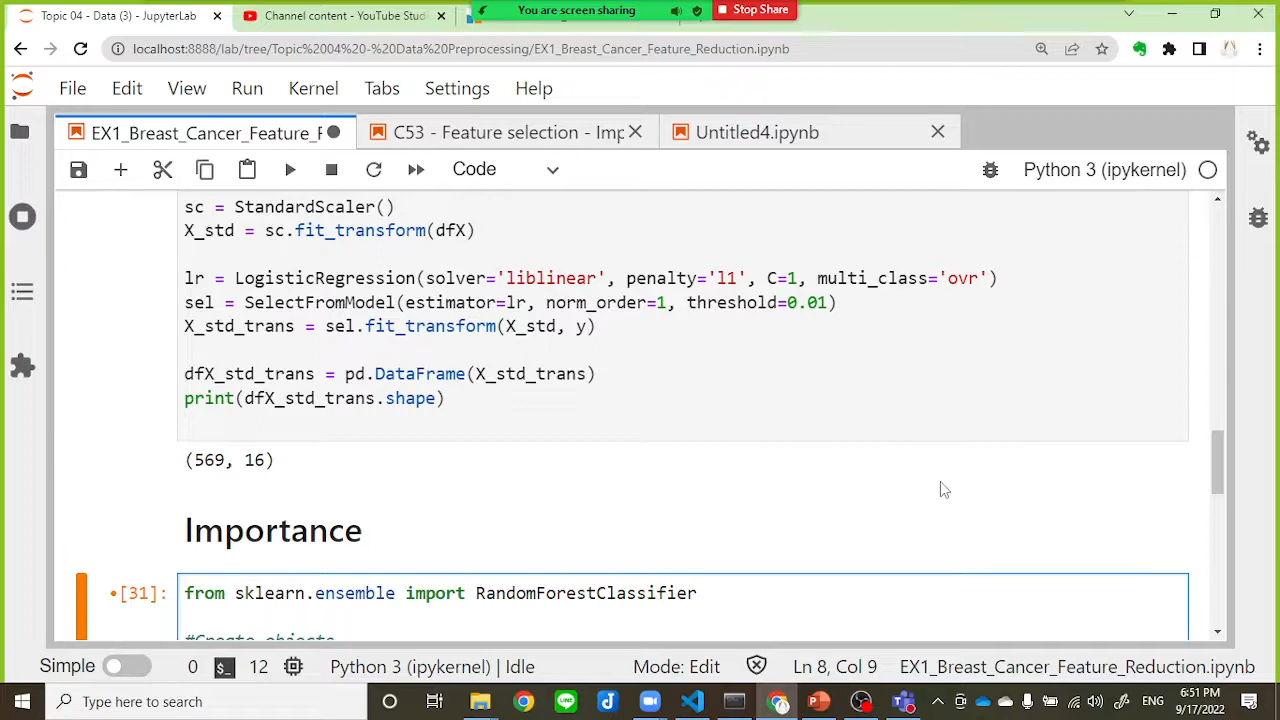 Topic 04 - Data (3) - JupyterLab
Channel content - YouTube Stud
You are screen sharing
Stop Share
localhost:8888/lab/tree/Topic%2004%20-%20Data%20Preprocessing/EX1_Breast_Cancer_Feature_Reduction.ipynb
File Edit View Run Kernel Tabs Settings Help
EX1_Breast_Cancer_Feature_F
C53 - Feature selection - Imp
Untitled4.ipynb
Code
Python 3 (ipykernel)
sc = StandardScaler()
X_std = sc.fit_transform(dfX)
lr = LogisticRegression(solver='liblinear', penalty='l1', C=1, multi_class='ovr')
sel = SelectFromModel(estimator=lr, norm_order=1, threshold=0.01)
X_std_trans = sel.fit_transform(X_std, y)
dfX_std_trans = pd.DataFrame(X_std_trans)
print(dfX_std_trans.shape)
(569, 16)
Importance
[31]: from sklearn.ensemble import RandomForestClassifier
#Create objects
Simple 0 $_ 12 Python 3 (ipykernel) | Idle Mode: Edit Ln 8, Col 9 EX1_Breast_Cancer_Feature_Reduction.ipynb
Type here to search
ENG
6:51 PM
9/17/2022